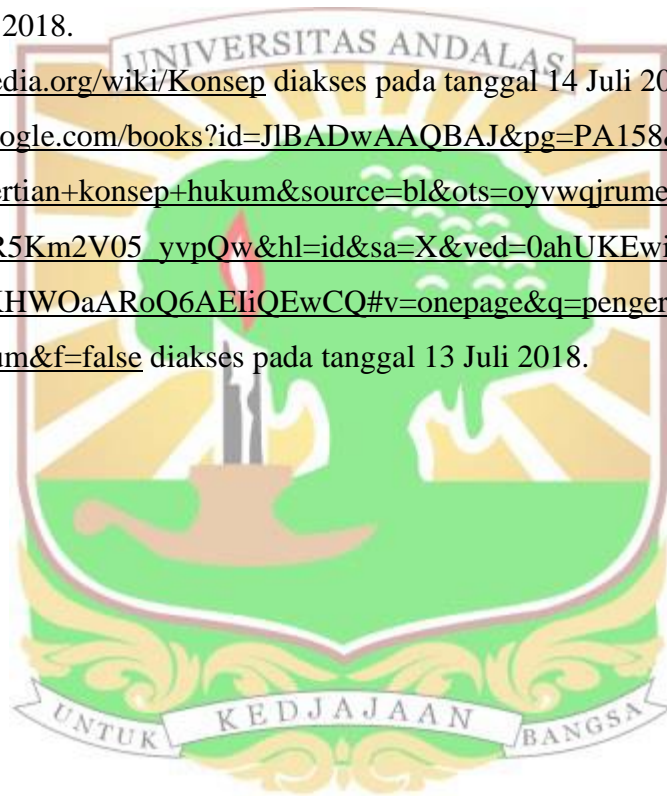 2018.
UNIVERSITAS ANDALAS
edia.org/wiki/Konsep diakses pada tanggal 14 Juli 20
ogle.com/books?id=JlBADwAAQBAJ&pg=PA158&
ertian+konsep+hukum&source=bl&ots=oyvwqjrume
R5Km2V05_yvpQw&hl=id&sa=X&ved=0ahUKEwi
KHWOaARoQ6AEIiQEwCQ#v=onepage&q=penger
um&f=false diakses pada tanggal 13 Juli 2018.
UNTUK KEDJAJAAN BANGSA